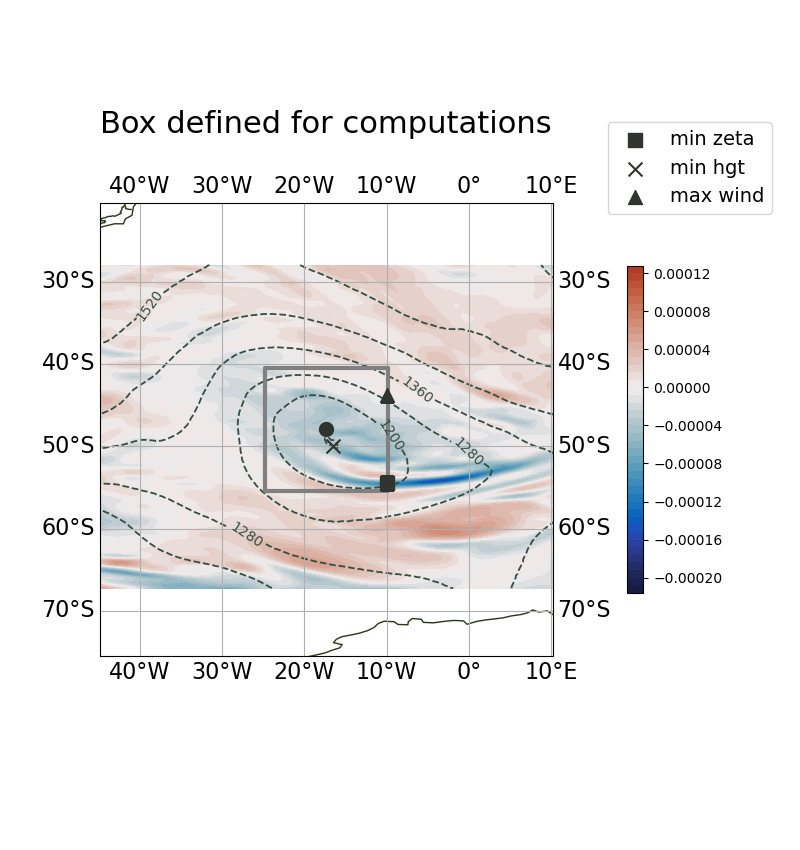 Box defined for computations
min zeta
min hgt
max wind
40°W 30°W 20°W 10°W 0° 10°E
30°S 30°S
40°S 40°S
50°S 50°S
60°S 60°S
70°S 70°S
1520
1360
1200
1280
1280
40°W 30°W 20°W 10°W 0° 10°E
0.00012
0.00008
0.00004
0.00000
−0.00004
−0.00008
−0.00012
−0.00016
−0.00020